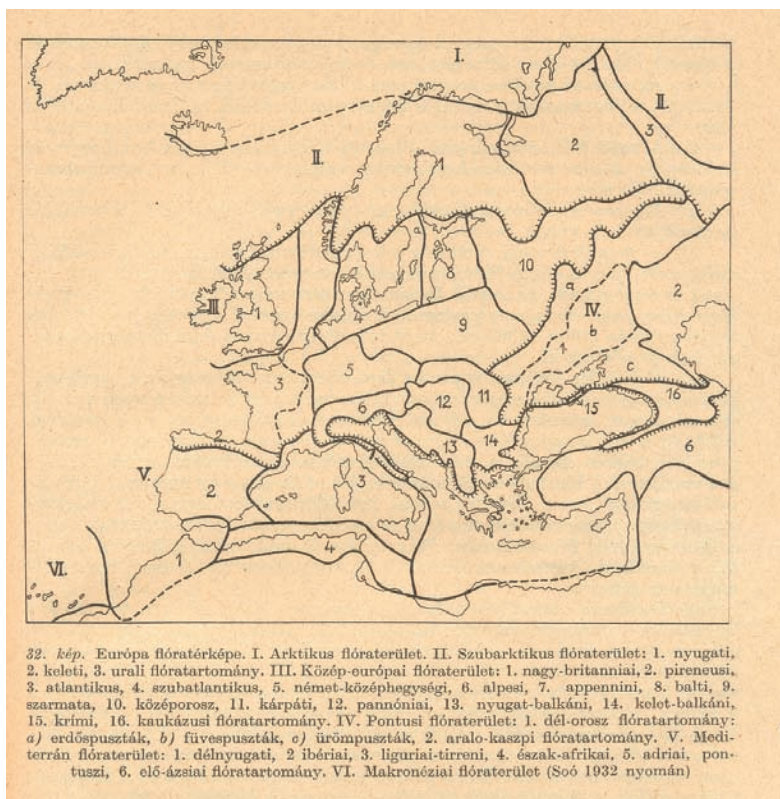 I.
II.
3
2
II.
1
10
a
8
2
III
1
4
IV.
b
9
1.
c
3
5
6
12
11
16
15
2
13
14
V.
7
6
2
3
4
1
VI.
32. kép. Európa flóratérképe. I. Arktikus flóraterület. II. Szubarktikus flóraterület: 1. nyugati,
2. keleti, 3. urali flóratartomány. III. Közép-európai flóraterület: 1. nagy-britanniai, 2. pireneusi,
3. atlantikus, 4. szubatlantikus, 5. német-középhegységi, 6. alpesi, 7. appennini, 8. balti, 9.
szarmata, 10. középorosz, 11. kárpáti, 12. pannóniai, 13. nyugat-balkáni, 14. kelet-balkáni,
15. krími, 16. kaukázusi flóratartomány. IV. Pontusi flóraterület: 1. dél-orosz flóratartomány:
a) erdőspuszták, b) füvespuszták, c) ürömpuszták, 2. aralo-kaszpi flóratartomány. V. Medi-
terrán flóraterület: 1. délnyugati, 2 ibériai, 3. liguriai-tirreni, 4. észak-afrikai, 5. adriai, pon-
tuszi, 6. elő-ázsiai flóratartomány. VI. Makronéziai flóraterület (Soó 1932 nyomán)